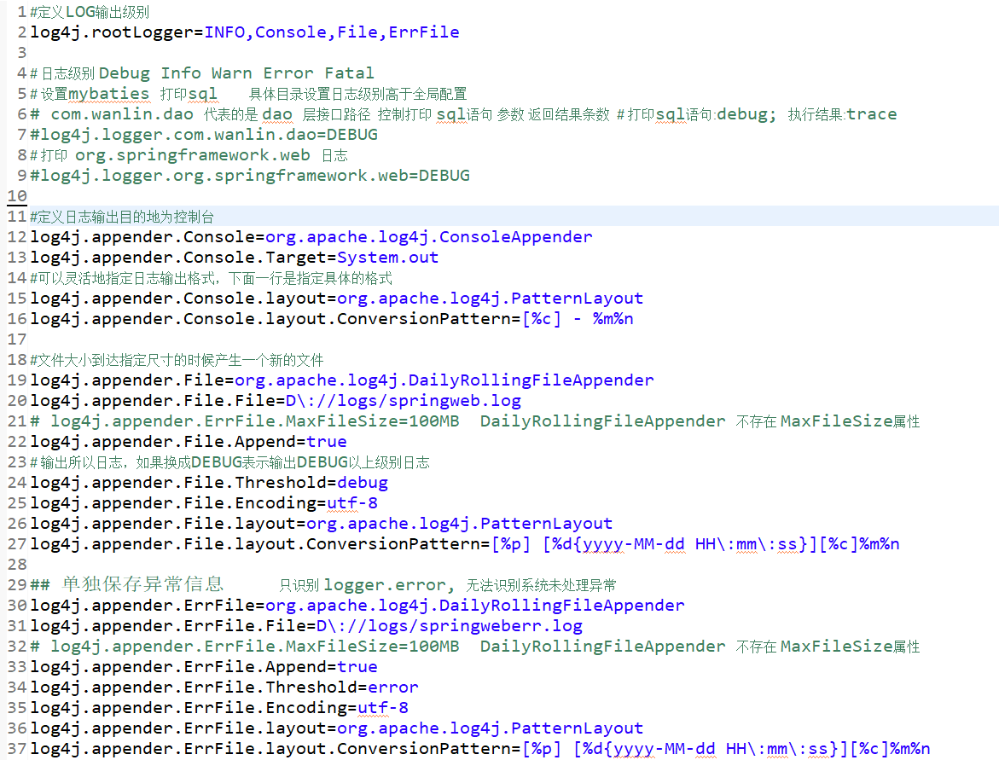 1 #定义LOG输出级别
2 log4j.rootLogger=INFO,Console,File,ErrFile
3
4 #日志级别 Debug Info Warn Error Fatal
5 #设置mybaties 打印sql 具体目录设置日志级别高于全局配置
6 # com.wanlin.dao 代表的是 dao 层接口路径 控制打印 sql语句 参数 返回结果条数 #打印sql语句:debug; 执行结果:trace
7 #log4j.logger.com.wanlin.dao=DEBUG
8 #打印 org.springframework.web 日志
9 #log4j.logger.org.springframework.web=DEBUG
10
11 #定义日志输出目的地为控制台
12 log4j.appender.Console=org.apache.log4j.ConsoleAppender
13 log4j.appender.Console.Target=System.out
14 #可以灵活地指定日志输出格式，下面一行是指定具体的格式
15 log4j.appender.Console.layout=org.apache.log4j.PatternLayout
16 log4j.appender.Console.layout.ConversionPattern=[%c] - %m%n
17
18 #文件大小到达指定尺寸的时候产生一个新的文件
19 log4j.appender.File=org.apache.log4j.DailyRollingFileAppender
20 log4j.appender.File.File=D\://logs/springweb.log
21 # log4j.appender.ErrFile.MaxFileSize=100MB  DailyRollingFileAppender 不存在 MaxFileSize属性
22 log4j.appender.File.Append=true
23 #输出所以日志，如果换成DEBUG表示输出DEBUG以上级别日志
24 log4j.appender.File.Threshold=debug
25 log4j.appender.File.Encoding=utf-8
26 log4j.appender.File.layout=org.apache.log4j.PatternLayout
27 log4j.appender.File.layout.ConversionPattern=[%p] [%d{yyyy-MM-dd HH\:mm\:ss}][%c]%m%n
28
29 ## 单独保存异常信息 只识别 logger.error, 无法识别系统未处理异常
30 log4j.appender.ErrFile=org.apache.log4j.DailyRollingFileAppender
31 log4j.appender.ErrFile.File=D\://logs/springweberr.log
32 # log4j.appender.ErrFile.MaxFileSize=100MB  DailyRollingFileAppender 不存在 MaxFileSize属性
33 log4j.appender.ErrFile.Append=true
34 log4j.appender.ErrFile.Threshold=error
35 log4j.appender.ErrFile.Encoding=utf-8
36 log4j.appender.ErrFile.layout=org.apache.log4j.PatternLayout
37 log4j.appender.ErrFile.layout.ConversionPattern=[%p] [%d{yyyy-MM-dd HH\:mm\:ss}][%c]%m%n